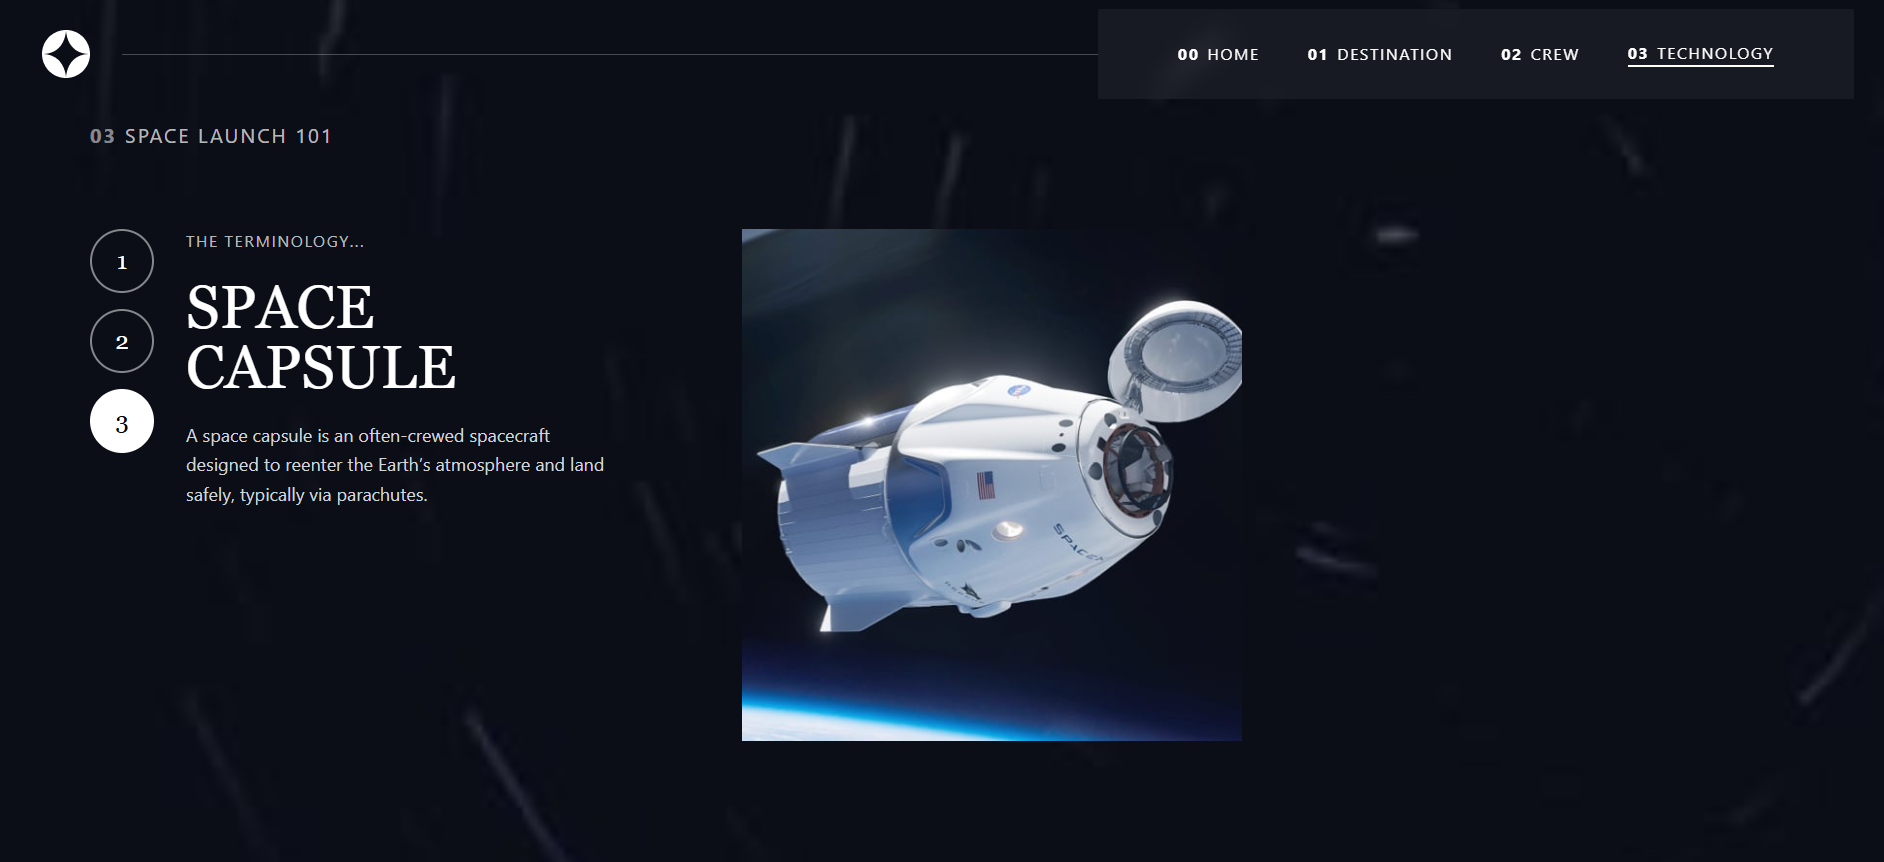 00 HOME 01 DESTINATION 02 CREW 03 TECHNOLOGY
03 SPACE LAUNCH 101
1
2
3
THE TERMINOLOGY...
SPACE
CAPSULE
A space capsule is an often-crewed spacecraft
designed to reenter the Earth’s atmosphere and land
safely, typically via parachutes.
SPACEX